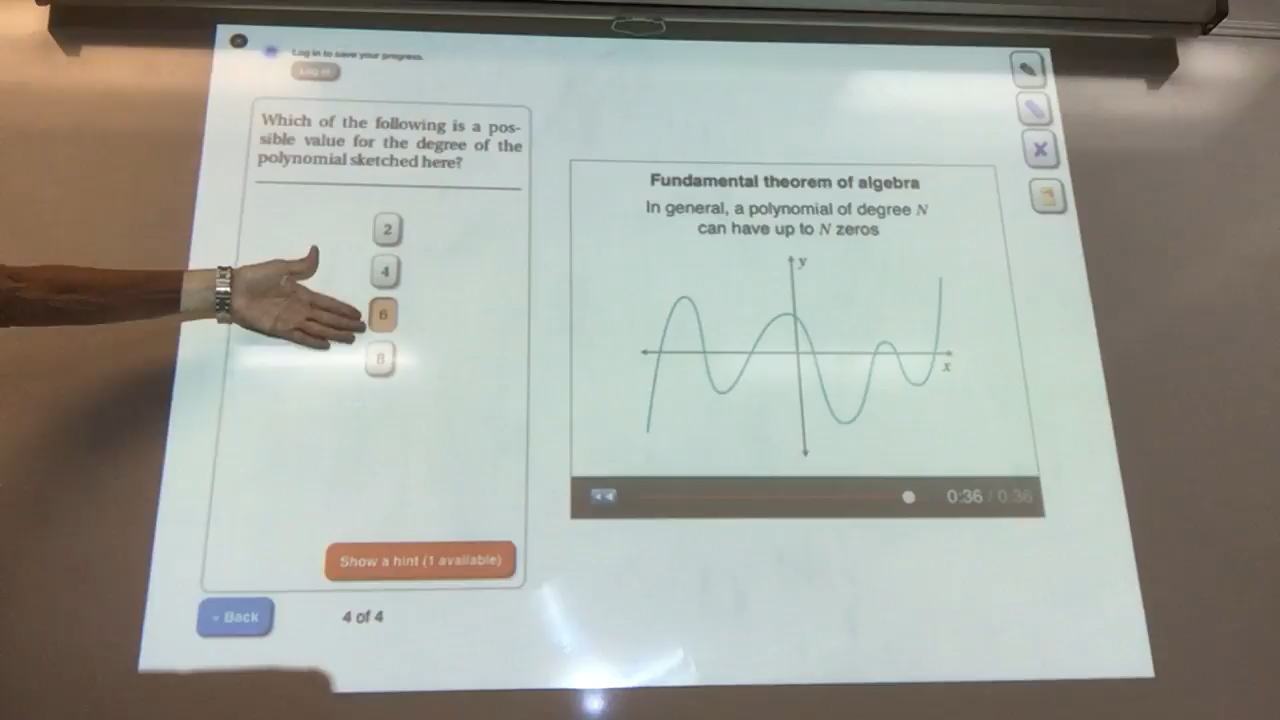 Log in to save your progress.
Log in
Which of the following is a pos-
sible value for the degree of the
polynomial sketched here?
2
4
6
8
Show a hint (1 available)
Back
4 of 4
Fundamental theorem of algebra
In general, a polynomial of degree N
can have up to N zeros
y
x
0:36 / 0:36